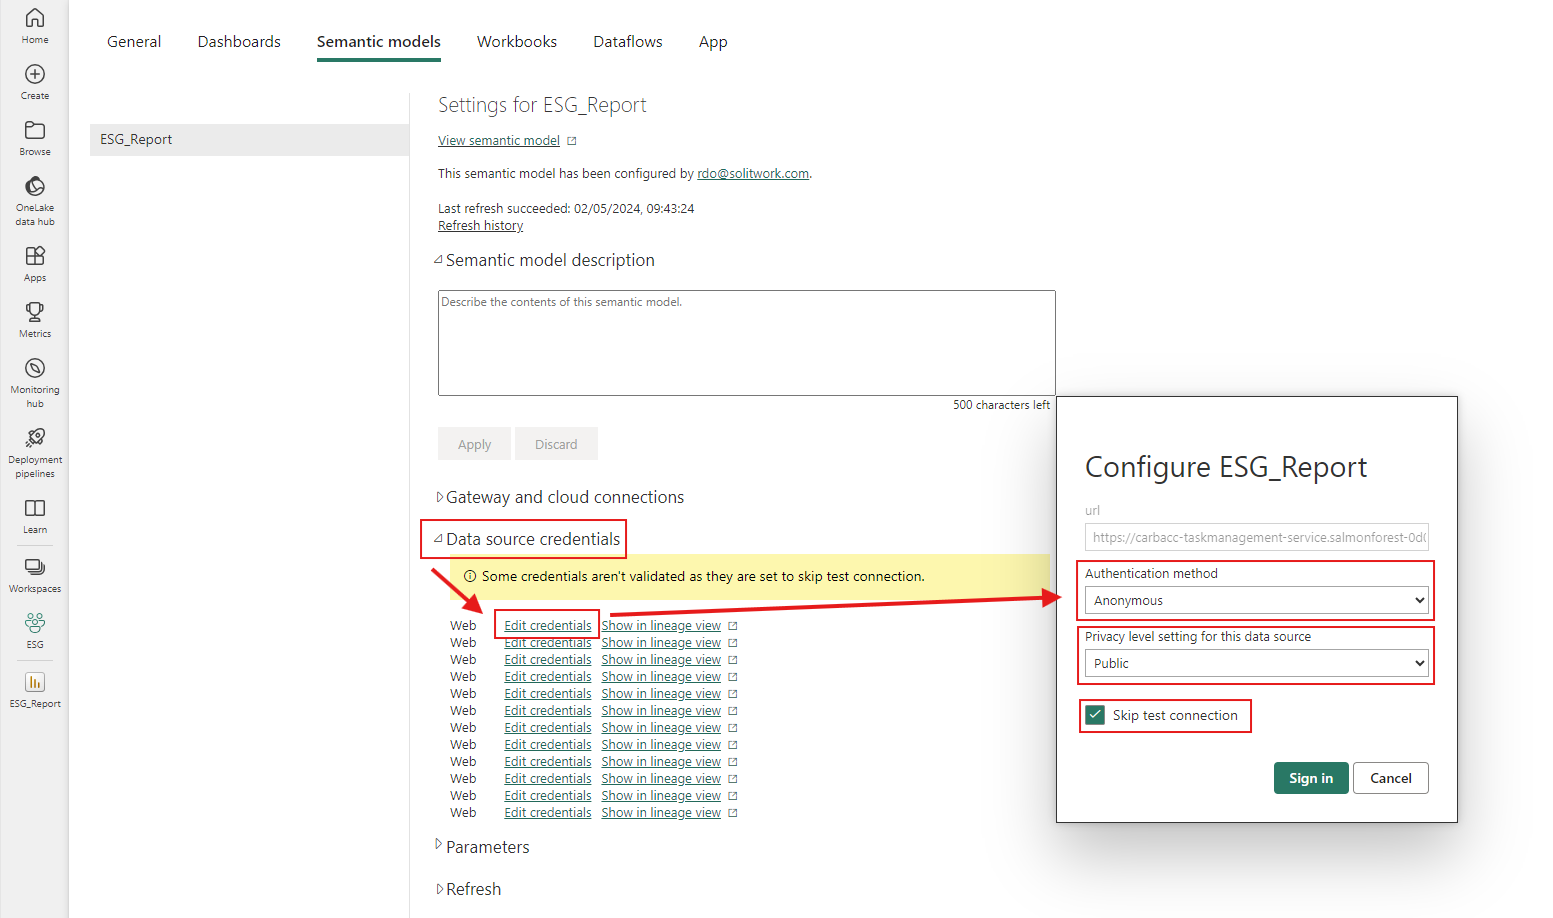 Home
Create
Browse
OneLake
data hub
Apps
Metrics
Monitoring
hub
Deployment
pipelines
Learn
Workspaces
ESG
ESG_Report
General Dashboards Semantic models Workbooks Dataflows App
ESG_Report
Settings for ESG_Report
View semantic model
This semantic model has been configured by rdo@solitwork.com.
Last refresh succeeded: 02/05/2024, 09:43:24
Refresh history
Semantic model description
Describe the contents of this semantic model.
500 characters left
Apply Discard
Gateway and cloud connections
Data source credentials
Some credentials aren't validated as they are set to skip test connection.
Web Edit credentials Show in lineage view
Web Edit credentials Show in lineage view
Web Edit credentials Show in lineage view
Web Edit credentials Show in lineage view
Web Edit credentials Show in lineage view
Web Edit credentials Show in lineage view
Web Edit credentials Show in lineage view
Web Edit credentials Show in lineage view
Web Edit credentials Show in lineage view
Web Edit credentials Show in lineage view
Web Edit credentials Show in lineage view
Web Edit credentials Show in lineage view
Parameters
Refresh
Configure ESG_Report
url
https://carbacc-taskmanagement-service.salmonforest-0d0
Authentication method
Anonymous
Privacy level setting for this data source
Public
Skip test connection
Sign in Cancel